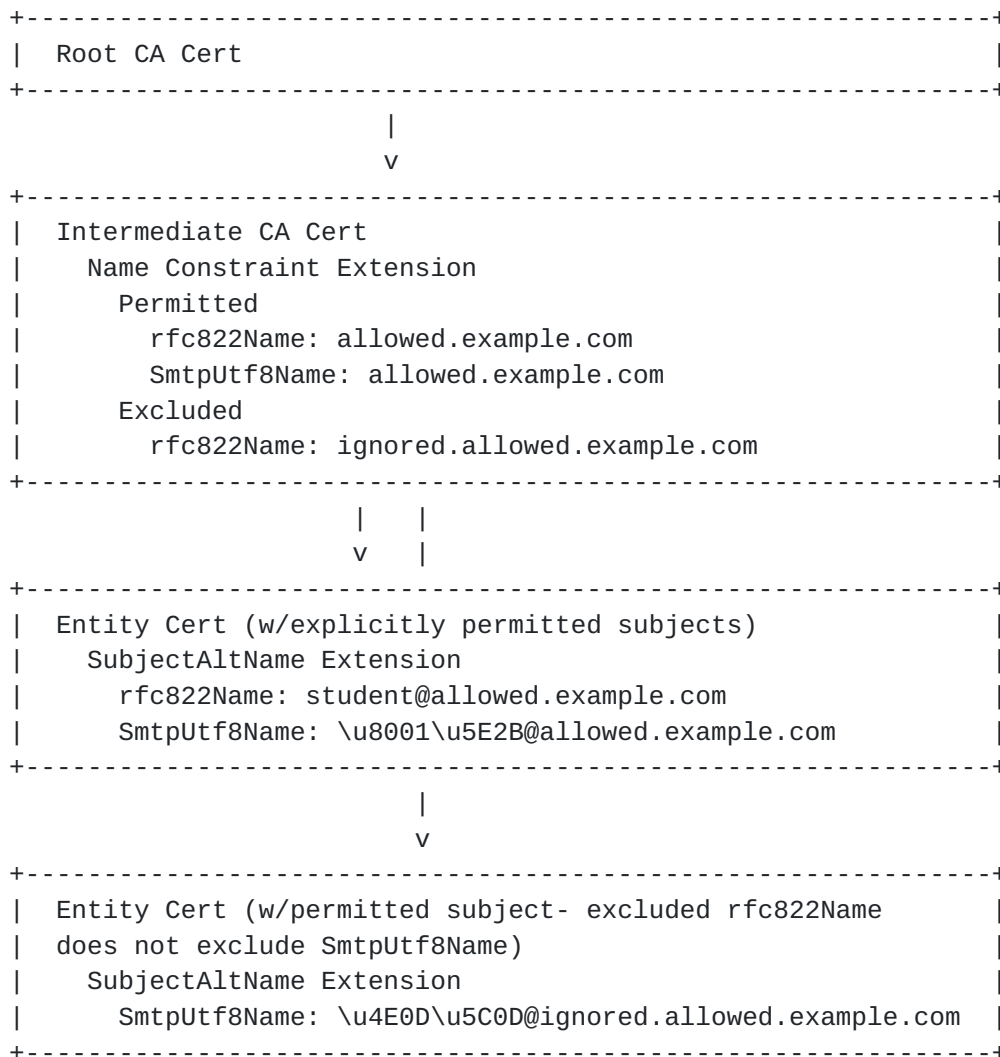 +---------------------------------------------------------------+
|  Root CA Cert                                                 |
+---------------------------------------------------------------+
                        |
                        v
+---------------------------------------------------------------+
|  Intermediate CA Cert                                         |
|    Name Constraint Extension                                  |
|      Permitted                                                |
|        rfc822Name: allowed.example.com                        |
|        SmtpUtf8Name: allowed.example.com                      |
|      Excluded                                                 |
|        rfc822Name: ignored.allowed.example.com                |
+---------------------------------------------------------------+
                      |   |
                      v   |
+---------------------------------------------------------------+
|  Entity Cert (w/explicitly permitted subjects)                |
|    SubjectAltName Extension                                   |
|      rfc822Name: student@allowed.example.com                  |
|      SmtpUtf8Name: \u8001\u5E2B@allowed.example.com           |
+---------------------------------------------------------------+
                          |
                          v
+---------------------------------------------------------------+
|  Entity Cert (w/permitted subject- excluded rfc822Name        |
|  does not exclude SmtpUtf8Name)                               |
|    SubjectAltName Extension                                   |
|      SmtpUtf8Name: \u4E0D\u5C0D@ignored.allowed.example.com   |
+---------------------------------------------------------------+